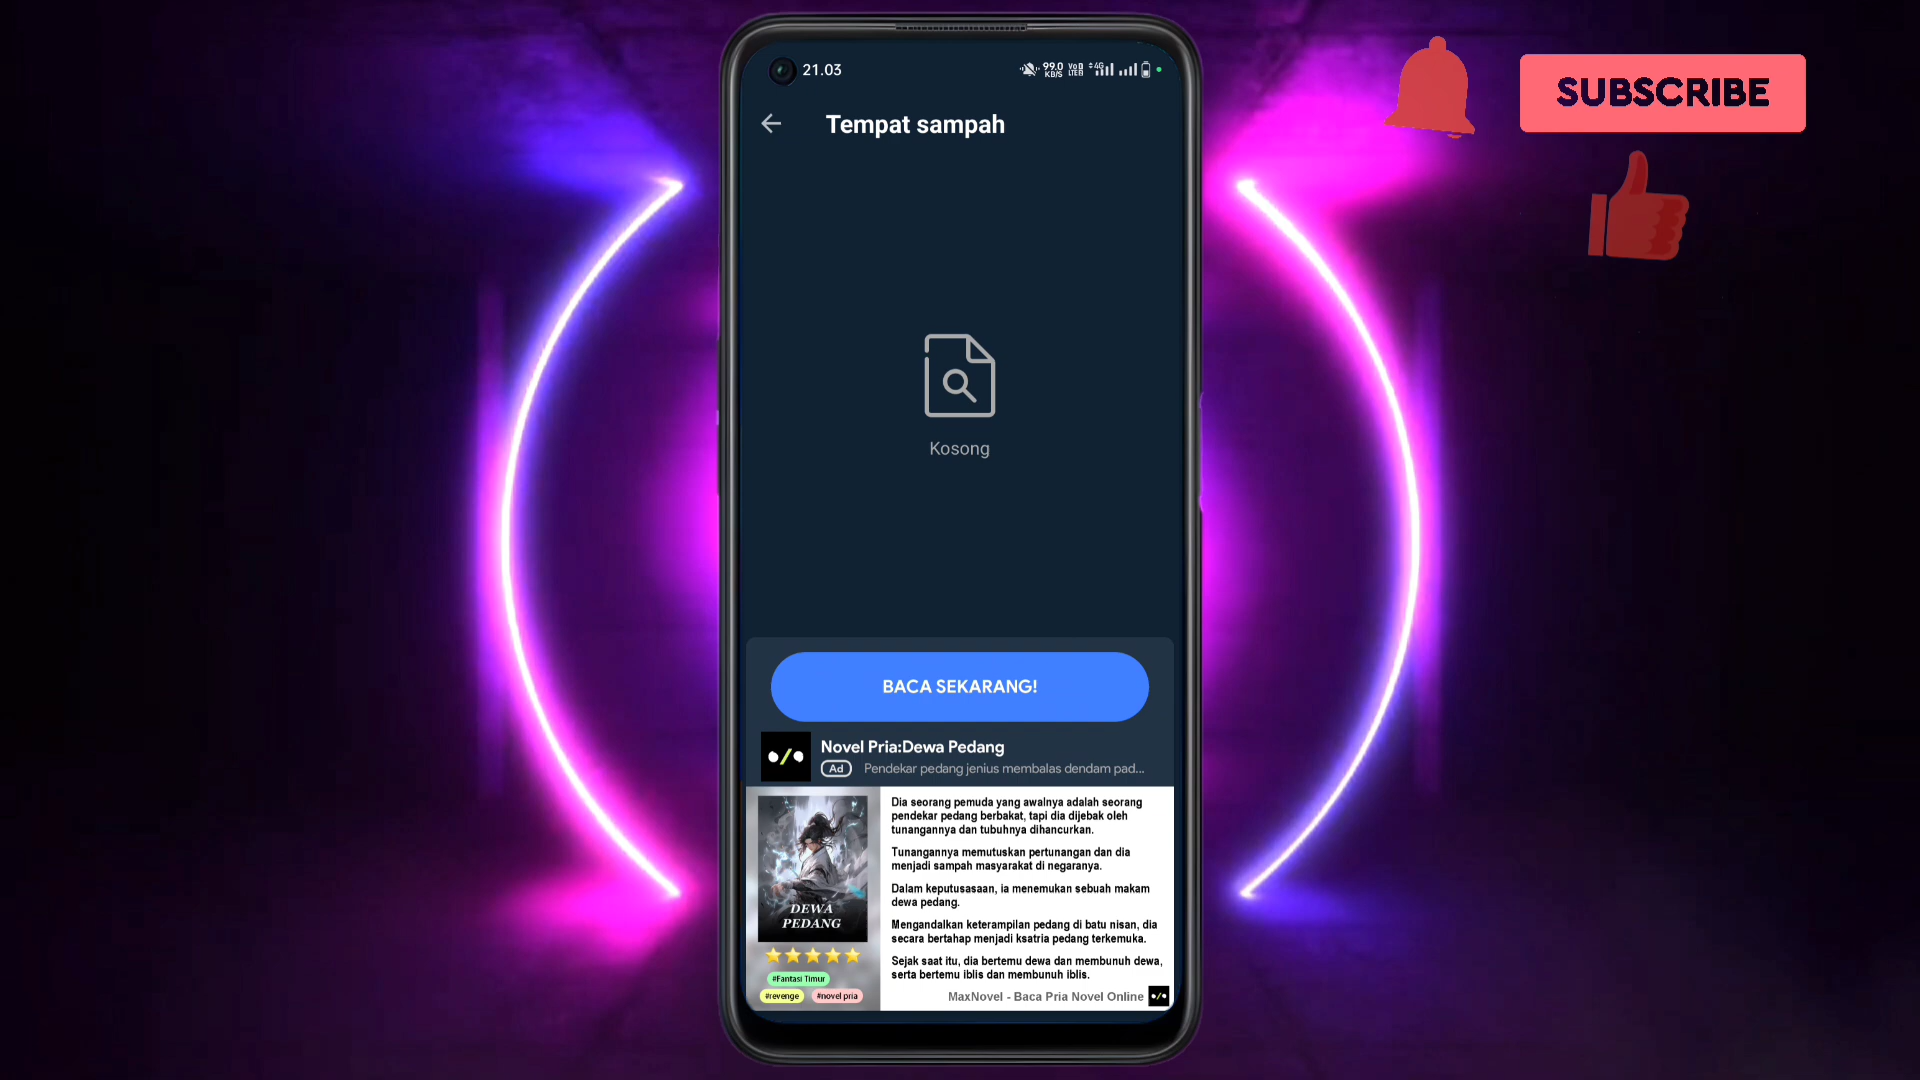 21.03
99.0
KB/S
4G
SUBSCRIBE
Tempat sampah
Kosong
BACA SEKARANG!
Novel Pria:Dewa Pedang
Ad Pendekar pedang jenius membalas dendam pad...
DEWA
PEDANG
#Fantasi Timur
#revenge #novel pria
Dia seorang pemuda yang awalnya adalah seorang
pendekar pedang berbakat, tapi dia dijebak oleh
tunangannya dan tubuhnya dihancurkan.
Tunangannya memutuskan pertunangan dan dia
menjadi sampah masyarakat di negaranya.
Dalam keputusasaan, ia menemukan sebuah makam
dewa pedang.
Mengandalkan keterampilan pedang di batu nisan, dia
secara bertahap menjadi ksatria pedang terkemuka.
Sejak saat itu, dia bertemu dewa dan membunuh dewa,
serta bertemu iblis dan membunuh iblis.
MaxNovel - Baca Pria Novel Online